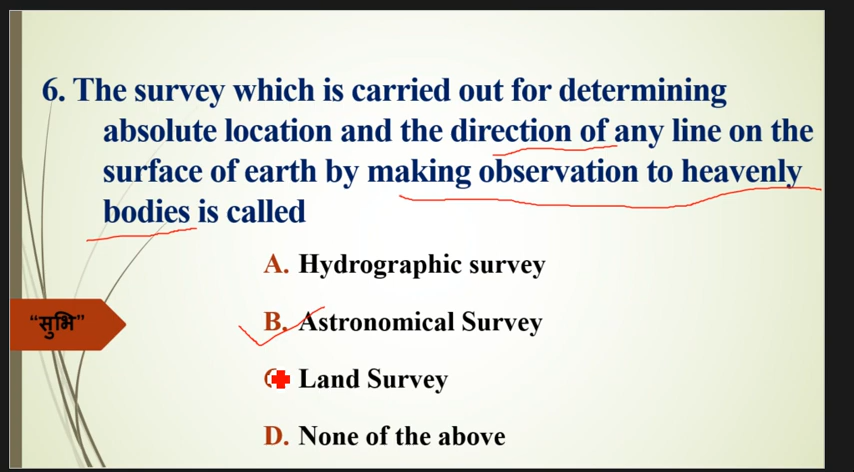 6. The survey which is carried out for determining
absolute location and the direction of any line on the
surface of earth by making observation to heavenly
bodies is called
A. Hydrographic survey
B. Astronomical Survey
“सुभि”
Land Survey
D. None of the above